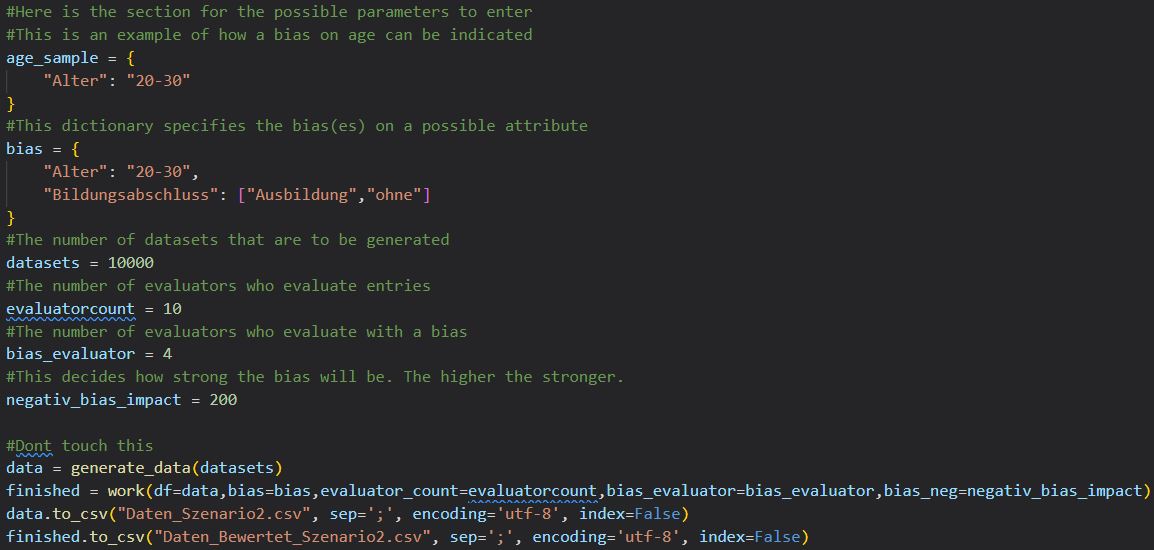 #Here is the section for the possible parameters to enter
#This is an example of how a bias on age can be indicated
age_sample = {
    "Alter": "20-30"
}
#This dictionary specifies the bias(es) on a possible attribute
bias = {
    "Alter": "20-30",
    "Bildungsabschluss": ["Ausbildung","ohne"]
}
#The number of datasets that are to be generated
datasets = 10000
#The number of evaluators who evaluate entries
evaluatorcount = 10
#The number of evaluators who evaluate with a bias
bias_evaluator = 4
#This decides how strong the bias will be. The higher the stronger.
negativ_bias_impact = 200

#Dont touch this
data = generate_data(datasets)
finished = work(df=data,bias=bias,evaluator_count=evaluatorcount,bias_evaluator=bias_evaluator,bias_neg=negativ_bias_impact)
data.to_csv("Daten_Szenario2.csv", sep=';', encoding='utf-8', index=False)
finished.to_csv("Daten_Bewertet_Szenario2.csv", sep=';', encoding='utf-8', index=False)